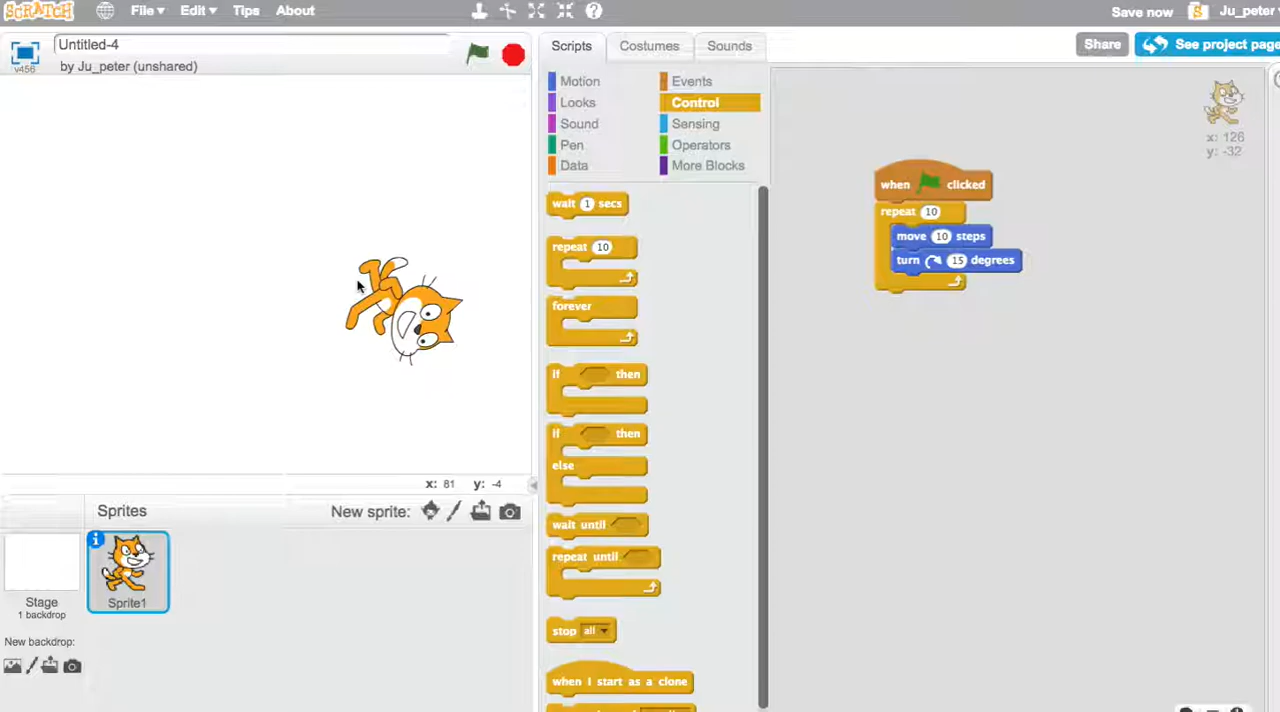 SCRATCH File▾ Edit▾ Tips About Save now Ju_peter
v456 Untitled-4
by Ju_peter (unshared)
Scripts Costumes Sounds Share See project page
Motion Events
Looks Control
Sound Sensing
Pen Operators
Data More Blocks
x: 126
y: -32
wait 1 secs
repeat 10
forever
if then
if then
else
wait until
repeat until
stop all
when I start as a clone
when clicked
repeat 10
move 10 steps
turn 15 degrees
x: 81 y: -4
Sprites New sprite:
Stage
1 backdrop
Sprite1
New backdrop: